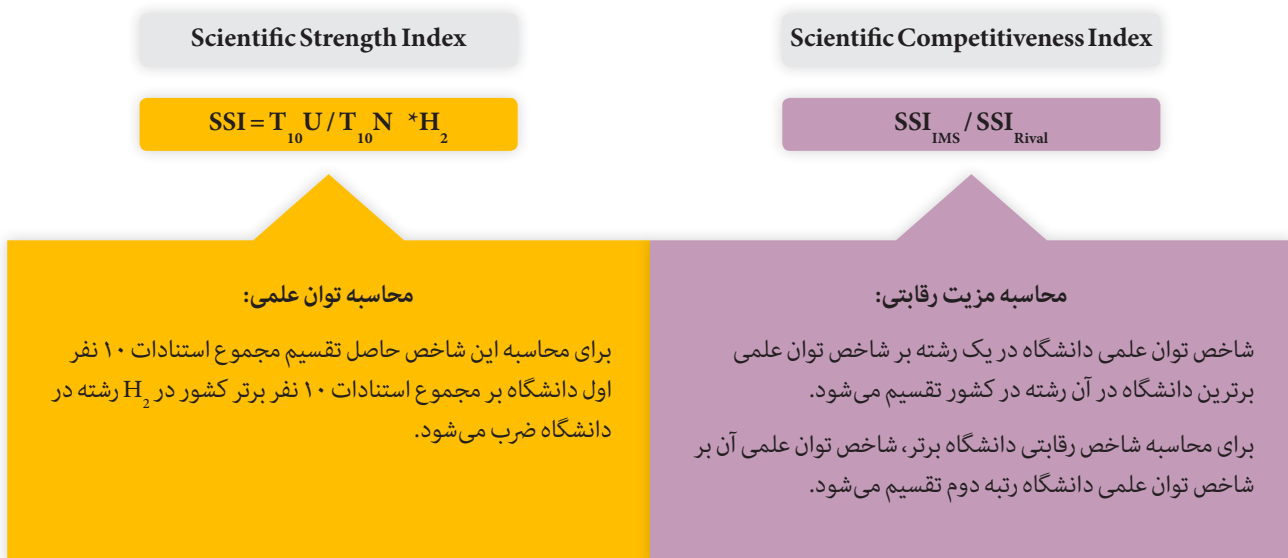 Scientific Strength Index
SSI = T₁₀U / T₁₀N *H₂
محاسبه توان علمی:
برای محاسبه این شاخص حاصل تقسیم مجموع استنادات ۱۰ نفر
اول دانشگاه بر مجموع استنادات ۱۰ نفر برتر کشور در H₂ رشته در
دانشگاه ضرب می‌شود.
Scientific Competitiveness Index
SSI_IMS / SSI_Rival
محاسبه مزیت رقابتی:
شاخص توان علمی دانشگاه در یک رشته بر شاخص توان علمی
برترین دانشگاه در آن رشته در کشور تقسیم می‌شود.
برای محاسبه شاخص رقابتی دانشگاه برتر، شاخص توان علمی آن بر
شاخص توان علمی دانشگاه رتبه دوم تقسیم می‌شود.